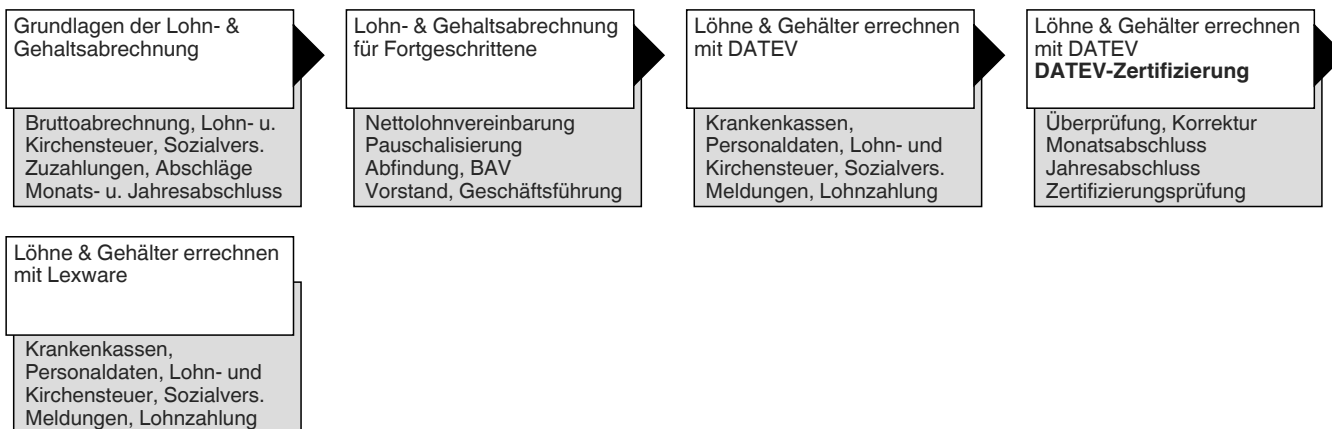 Grundlagen der Lohn- &
Gehaltsabrechnung
Bruttoabrechnung, Lohn- u.
Kirchensteuer, Sozialvers.
Zuzahlungen, Abschläge
Monats- u. Jahresabschluss
Lohn- & Gehaltsabrechnung
für Fortgeschrittene
Nettolohnvereinbarung
Pauschalisierung
Abfindung, BAV
Vorstand, Geschäftsführung
Löhne & Gehälter errechnen
mit DATEV
Krankenkassen,
Personaldaten, Lohn- und
Kirchensteuer, Sozialvers.
Meldungen, Lohnzahlung
Löhne & Gehälter errechnen
mit DATEV
DATEV-Zertifizierung
Überprüfung, Korrektur
Monatsabschluss
Jahresabschluss
Zertifizierungsprüfung
Löhne & Gehälter errechnen
mit Lexware
Krankenkassen,
Personaldaten, Lohn- und
Kirchensteuer, Sozialvers.
Meldungen, Lohnzahlung